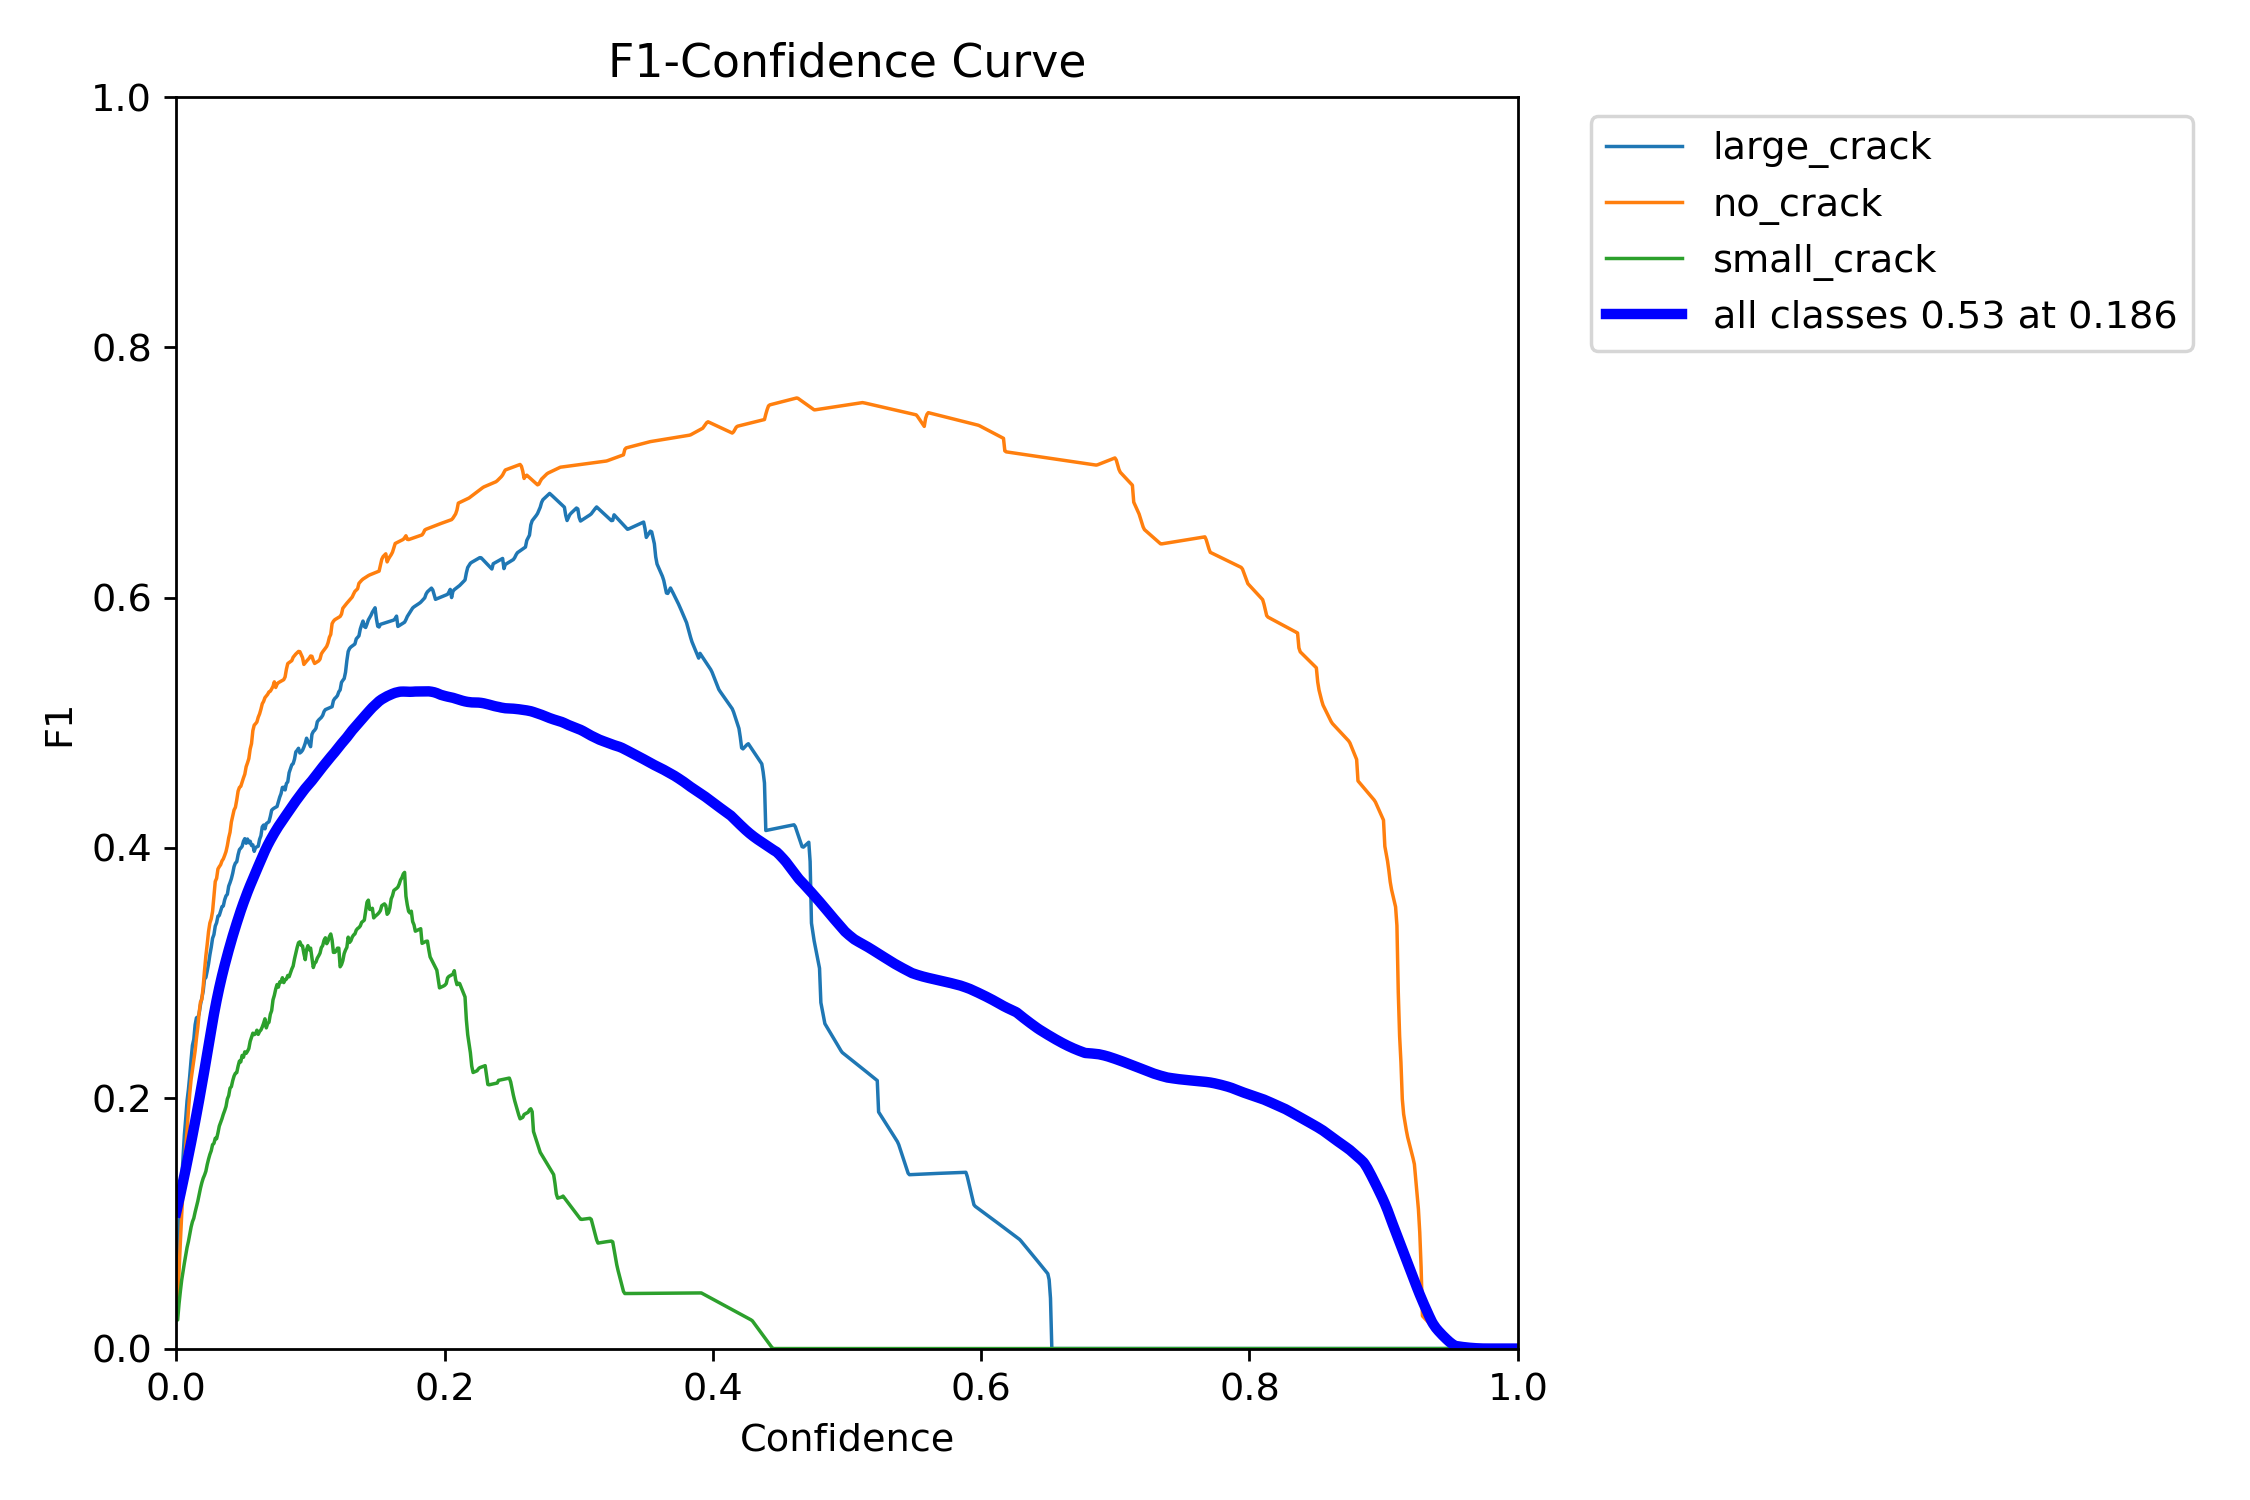 F1-Confidence Curve
large_crack
no_crack
small_crack
all classes 0.53 at 0.186
F1
1.0
0.8
0.6
0.4
0.2
0.0
0.0 0.2 0.4 0.6 0.8 1.0
Confidence